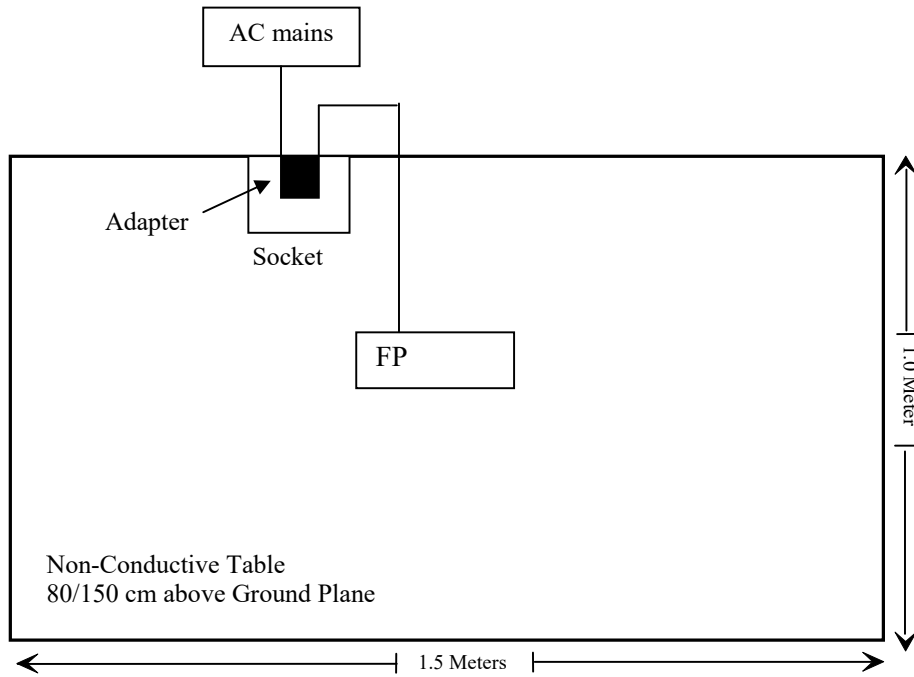 AC mains
Adapter
Socket
FP
1.0 Meter
Non-Conductive Table
80/150 cm above Ground Plane
1.5 Meters